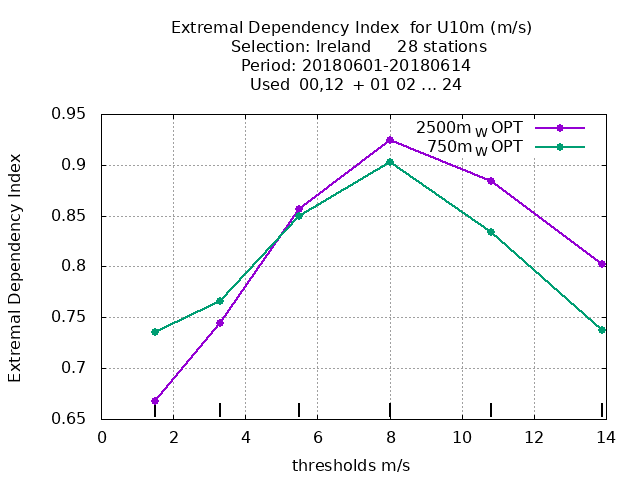 Extremal Dependency Index for U10m (m/s)
Selection: Ireland 28 stations
Period: 20180601-20180614
Used 00,12 + 01 02 ... 24
2500m W OPT
750m W OPT
Extremal Dependency Index
0.95
0.9
0.85
0.8
0.75
0.7
0.65
0 2 4 6 8 10 12 14
thresholds m/s